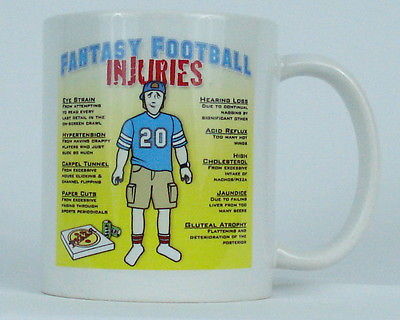 FANTASY FOOTBALL
INJURIES
EYE STRAIN
FROM ATTEMPTING
TO READ EVERY
LAST DETAIL IN THE
ON-SCREEN CRAWL
HYPERTENSION
FROM HAVING CRAPPY
PLAYERS WHO JUST
SUCK SO MUCH
CARPEL TUNNEL
FROM EXCESSIVE
MOUSE CLICKING &
CHANNEL FLIPPING
PAPER CUTS
FROM EXCESSIVE
PAGING THROUGH
SPORTS PERIODICALS
20
HEARING LOSS
DUE TO CONTINUAL
NAGGING BY
SIGNIFICANT OTHER
ACID REFLUX
TOO MANY HOT
WINGS
HIGH
CHOLESTEROL
FROM EXCESSIVE
INTAKE OF
NACHOS/PIZZA
JAUNDICE
DUE TO FAILING
LIVER FROM TOO
MANY BEERS
GLUTEAL ATROPHY
FLATTENING AND
DETERIORATION OF THE
POSTERIOR